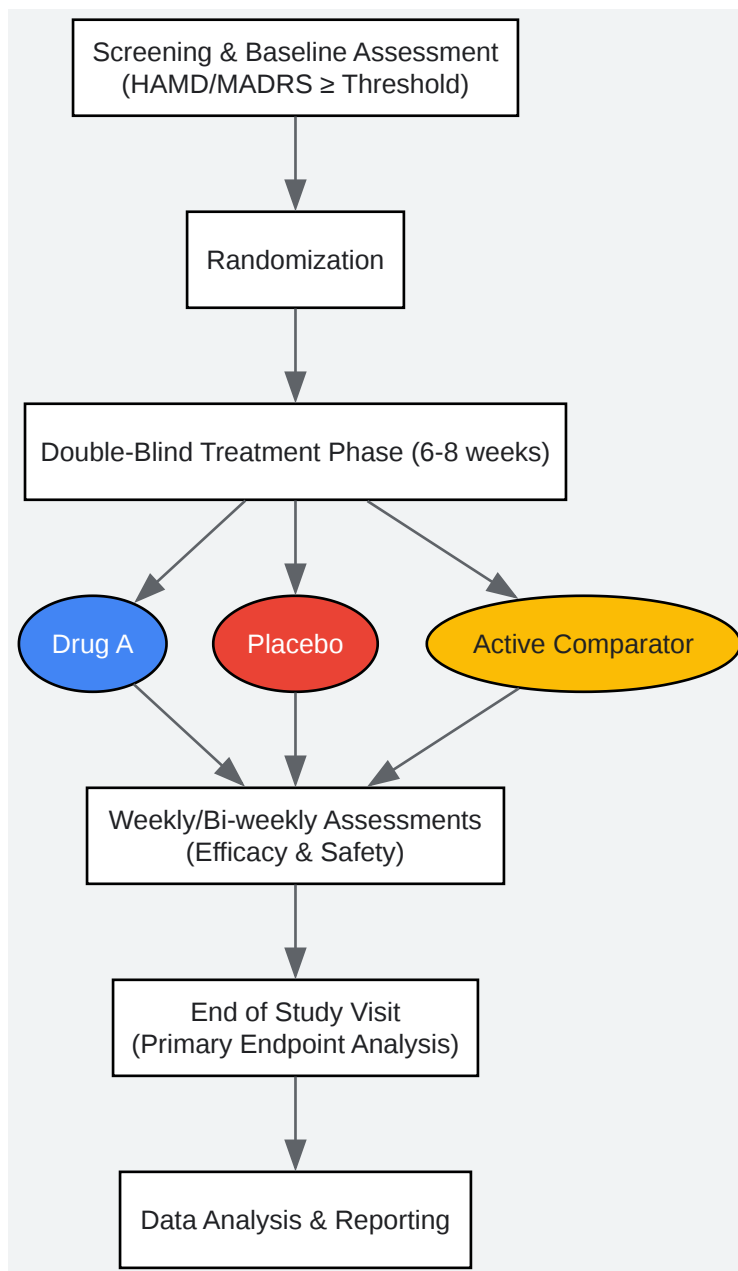 Screening & Baseline Assessment
(HAMD/MADRS ≥ Threshold)
Randomization
Double-Blind Treatment Phase (6-8 weeks)
Drug A
Placebo
Active Comparator
Weekly/Bi-weekly Assessments
(Efficacy & Safety)
End of Study Visit
(Primary Endpoint Analysis)
Data Analysis & Reporting